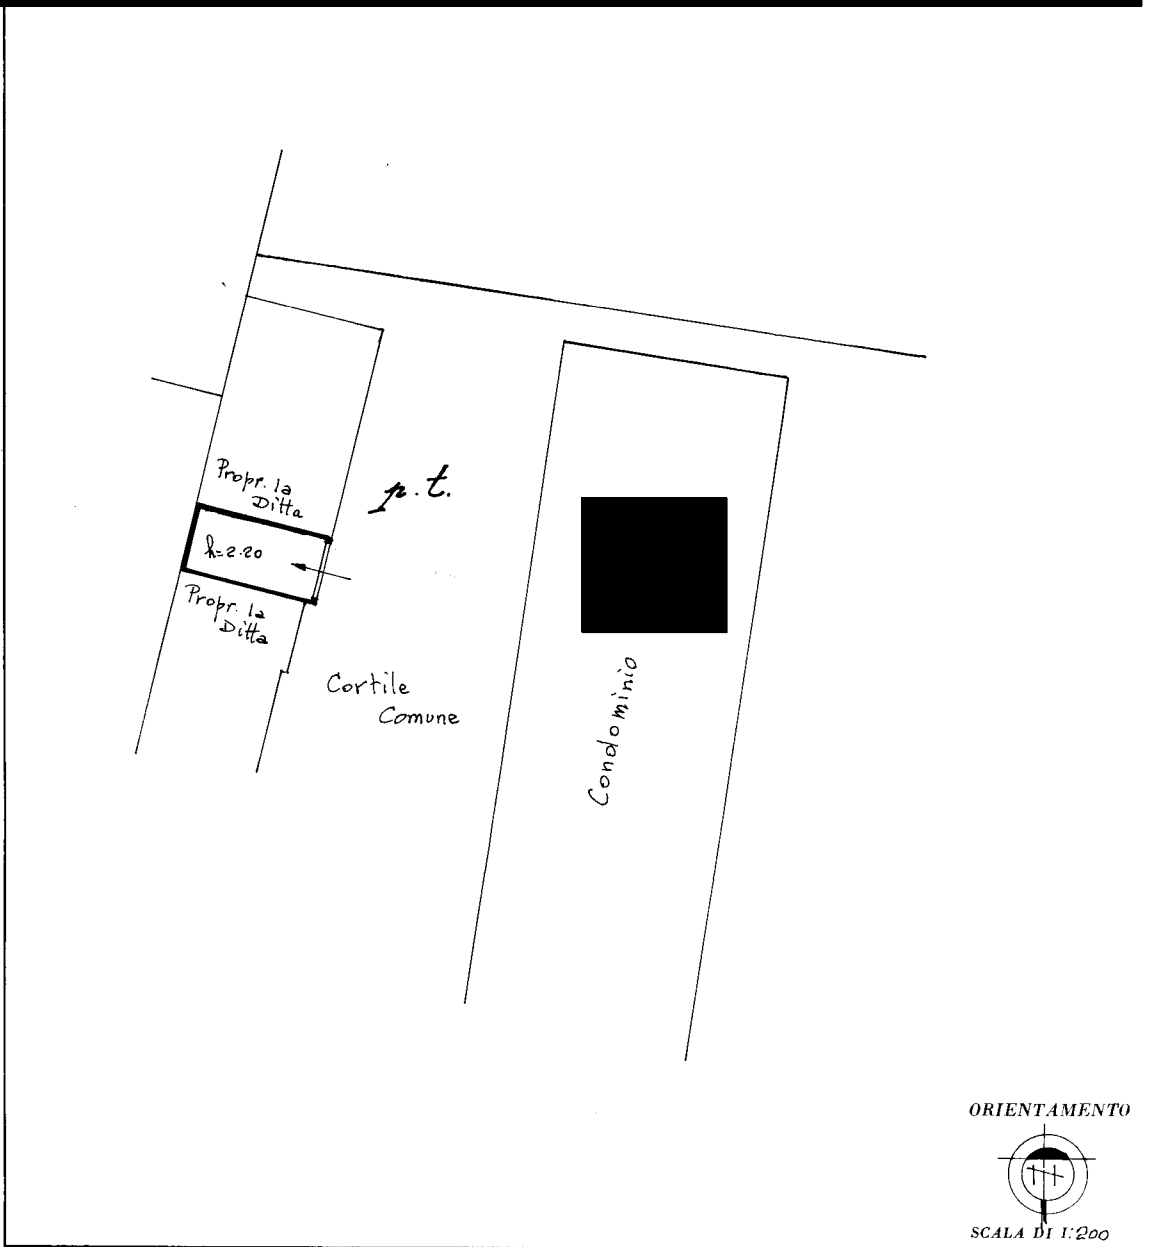 Propr. la
Ditta
p.t.
h=2.20
Propr. la
Ditta
Cortile
Comune
Condominio
ORIENTAMENTO
N
SCALA DI 1:200